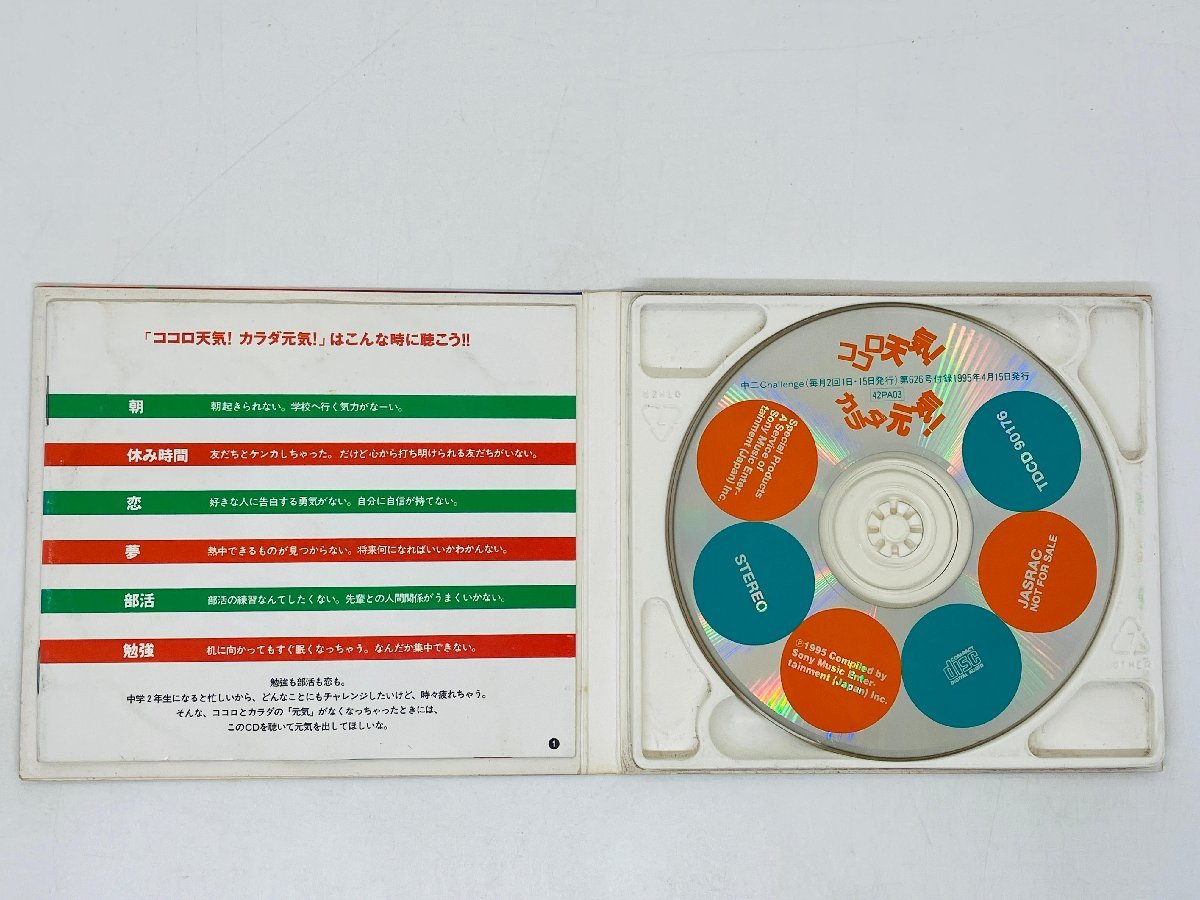 「ココロ天気! カラダ元気!」はこんな時に聴こう!!
朝 朝起きられない。学校へ行く気力がなーい。
休み時間 友だちとケンカしちゃった。だけど心から打ち明けられる友だちがいない。
恋 好きな人に告白する勇気がない。自分に自信が持てない。
夢 熱中できるものが見つからない。将来何になればいいかわかんない。
部活 部活の練習なんてしたくない。先輩との人間関係がうまくいかない。
勉強 机に向かってもすぐ眠くなっちゃう。なんだか集中できない。
勉強も部活も恋も。
中学2年生になると忙しいから、どんなことにもチャレンジしたいけど、時々疲れちゃう。
そんな、ココロとカラダの「元気」がなくなっちゃったときには、
このCDを聴いて元気を出してほしいな。
1
ココロ天気!
中二Challenge(毎月2回1日・15日発行)第626号付録1995年4月15日発行
42PA03
カラダ元気!
Special Products
A Service of
Sony Music Enter-
tainment (Japan) Inc.
TDCD 90176
STEREO
JASRAC
NOT FOR SALE
℗1995 Compiled by
Sony Music Enter-
tainment (Japan) Inc.
COMPACT
disc
DIGITAL AUDIO